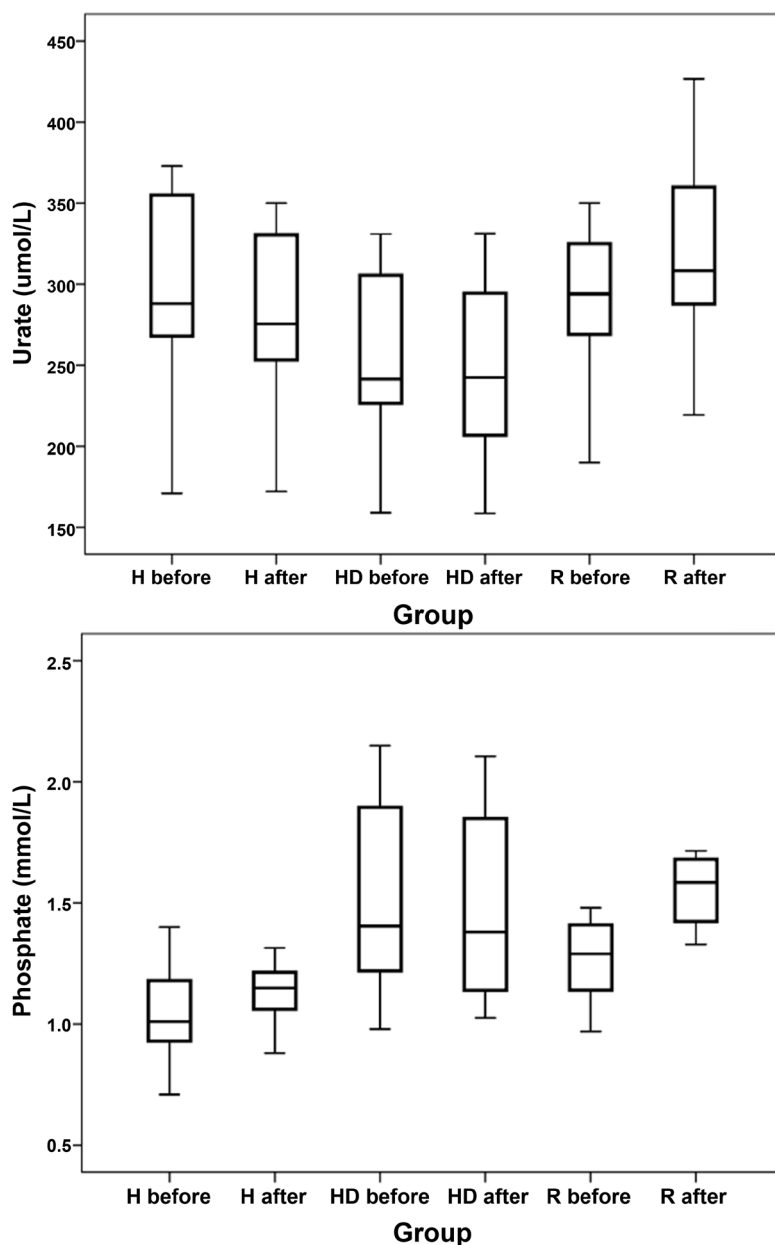 Urate (umol/L)
450
400
350
300
250
200
150
H before H after HD before HD after R before R after
Group
Phosphate (mmol/L)
2.5
2.0
1.5
1.0
0.5
H before H after HD before HD after R before R after
Group